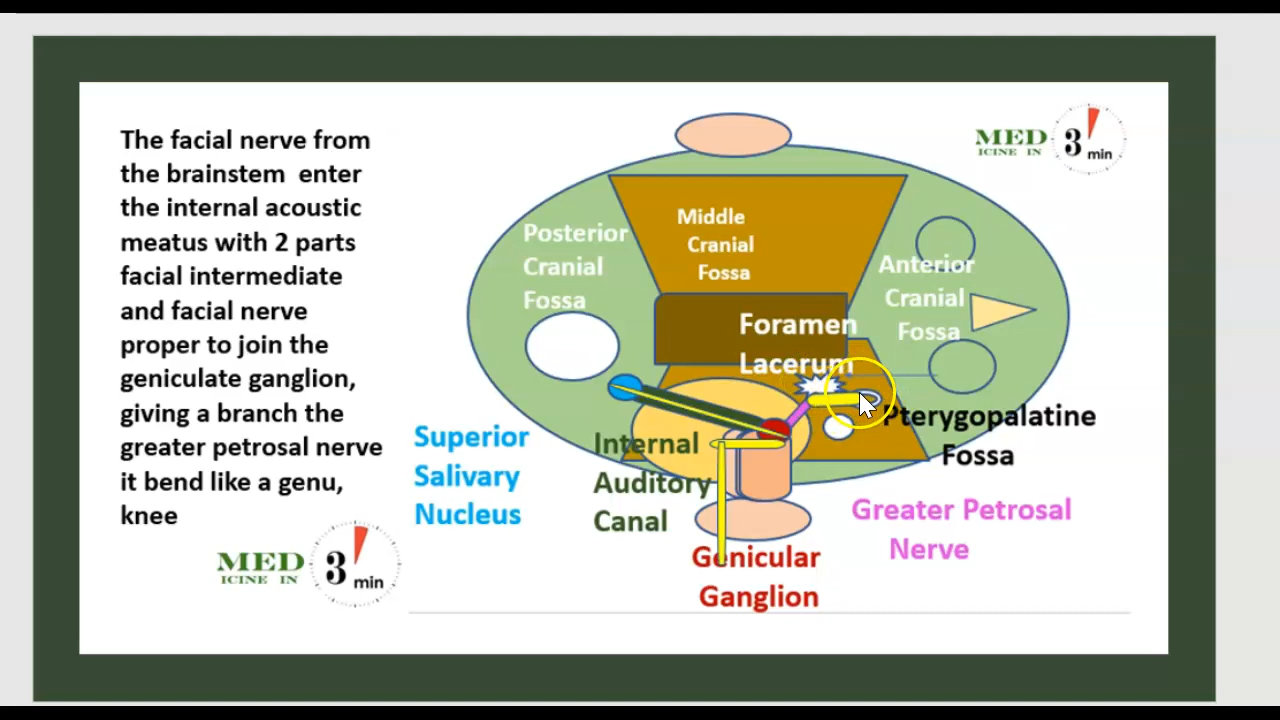 The facial nerve from
the brainstem enter
the internal acoustic
meatus with 2 parts
facial intermediate
and facial nerve
proper to join the
geniculate ganglion,
giving a branch the
greater petrosal nerve
it bend like a genu,
knee
MED
ICINE IN
3
min
Posterior
Cranial
Fossa
Middle
Cranial
Fossa
Anterior
Cranial
Fossa
Foramen
Lacerum
Pterygopalatine
Fossa
Superior
Salivary
Nucleus
Internal
Auditory
Canal
Greater Petrosal
Nerve
Genicular
Ganglion
MED
ICINE IN
3
min